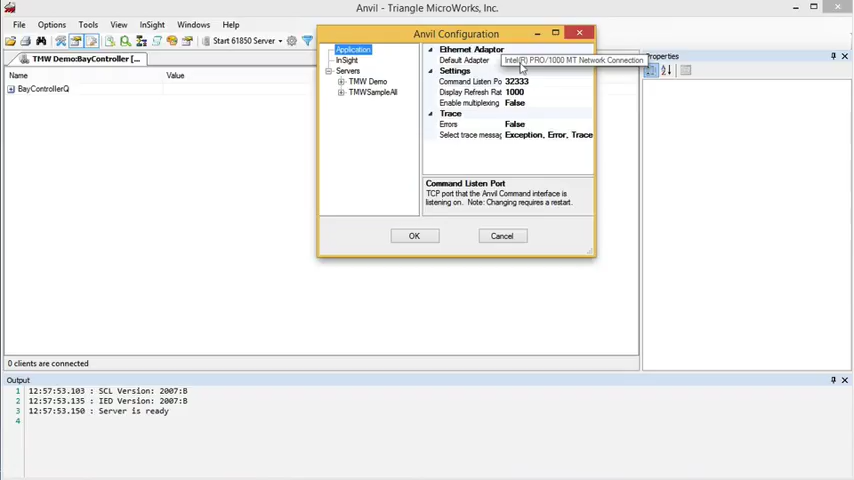 Anvil - Triangle MicroWorks, Inc.
File Options Tools View InSight Windows Help
Start 61850 Server
TMW Demo:BayController [...
Name Value
BayControllerQ
0 clients are connected
Anvil Configuration
Application
InSight
Servers
TMW Demo
TMWSampleAll
Ethernet Adaptor
Default Adapter Intel(R) PRO/1000 MT Network Connection
Settings
Command Listen Po 32333
Display Refresh Rat 1000
Enable multiplexing False
Trace
Errors False
Select trace messag Exception, Error, Trace
Command Listen Port
TCP port that the Anvil Command interface is
listening on. Note: Changing requires a restart.
OK Cancel
Properties
Output
1 12:57:53.103 : SCL Version: 2007:B
2 12:57:53.135 : IED Version: 2007:B
3 12:57:53.150 : Server is ready
4